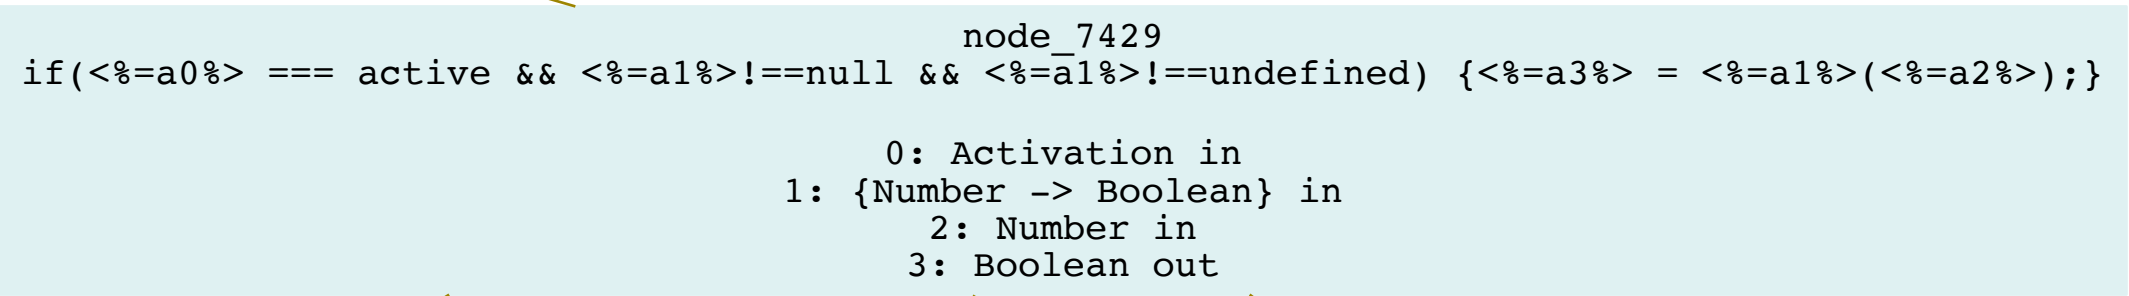 node_7429
if(<%=a0%> === active && <%=a1%>!==null && <%=a1%>!==undefined) {<%=a3%> = <%=a1%>(<%=a2%>);}
0: Activation in
1: {Number -> Boolean} in
2: Number in
3: Boolean out